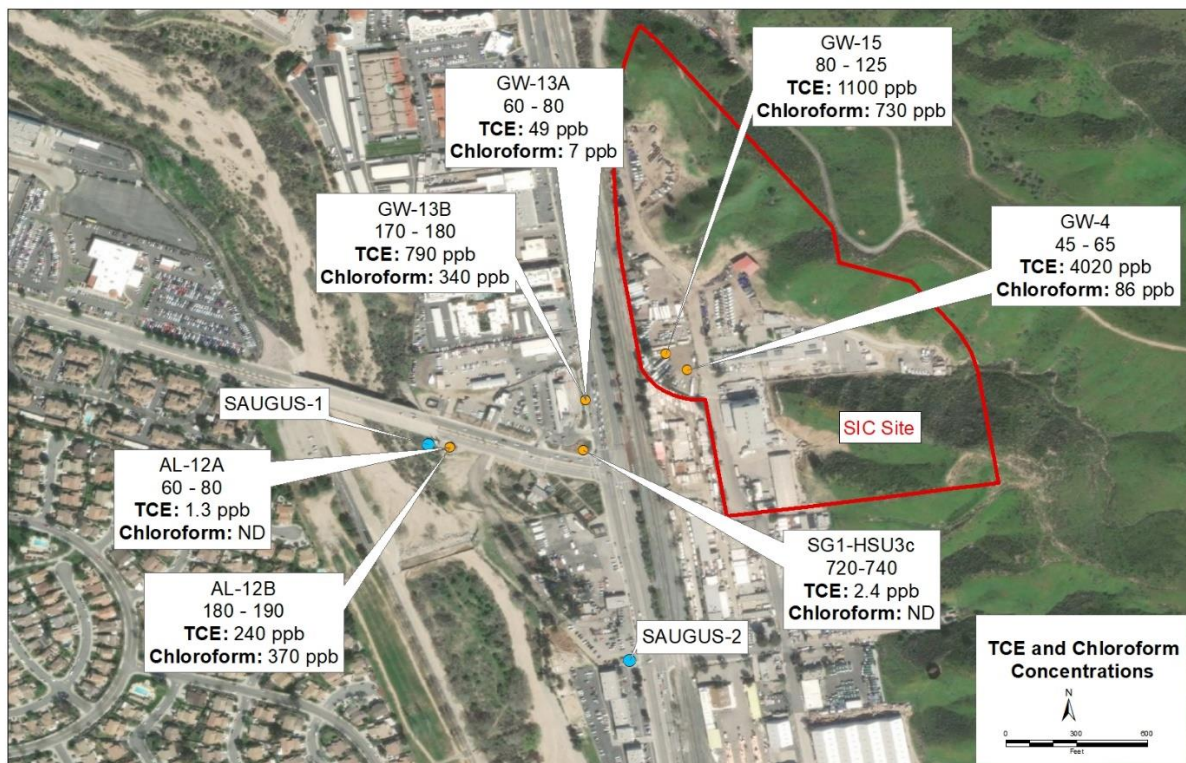 GW-15
80 - 125
TCE: 1100 ppb
Chloroform: 730 ppb
GW-13A
60 - 80
TCE: 49 ppb
Chloroform: 7 ppb
GW-13B
170 - 180
TCE: 790 ppb
Chloroform: 340 ppb
GW-4
45 - 65
TCE: 4020 ppb
Chloroform: 86 ppb
SAUGUS-1
SIC Site
AL-12A
60 - 80
TCE: 1.3 ppb
Chloroform: ND
SG1-HSU3c
720-740
TCE: 2.4 ppb
Chloroform: ND
AL-12B
180 - 190
TCE: 240 ppb
Chloroform: 370 ppb
SAUGUS-2
TCE and Chloroform
Concentrations
N
0 300 600
Feet